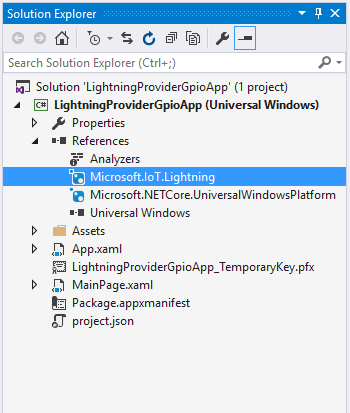 Solution Explorer
Search Solution Explorer (Ctrl+;)
Solution 'LightningProviderGpioApp' (1 project)
C# LightningProviderGpioApp (Universal Windows)
Properties
References
Analyzers
Microsoft.IoT.Lightning
Microsoft.NETCore.UniversalWindowsPlatform
Universal Windows
Assets
App.xaml
LightningProviderGpioApp_TemporaryKey.pfx
MainPage.xaml
Package.appxmanifest
project.json